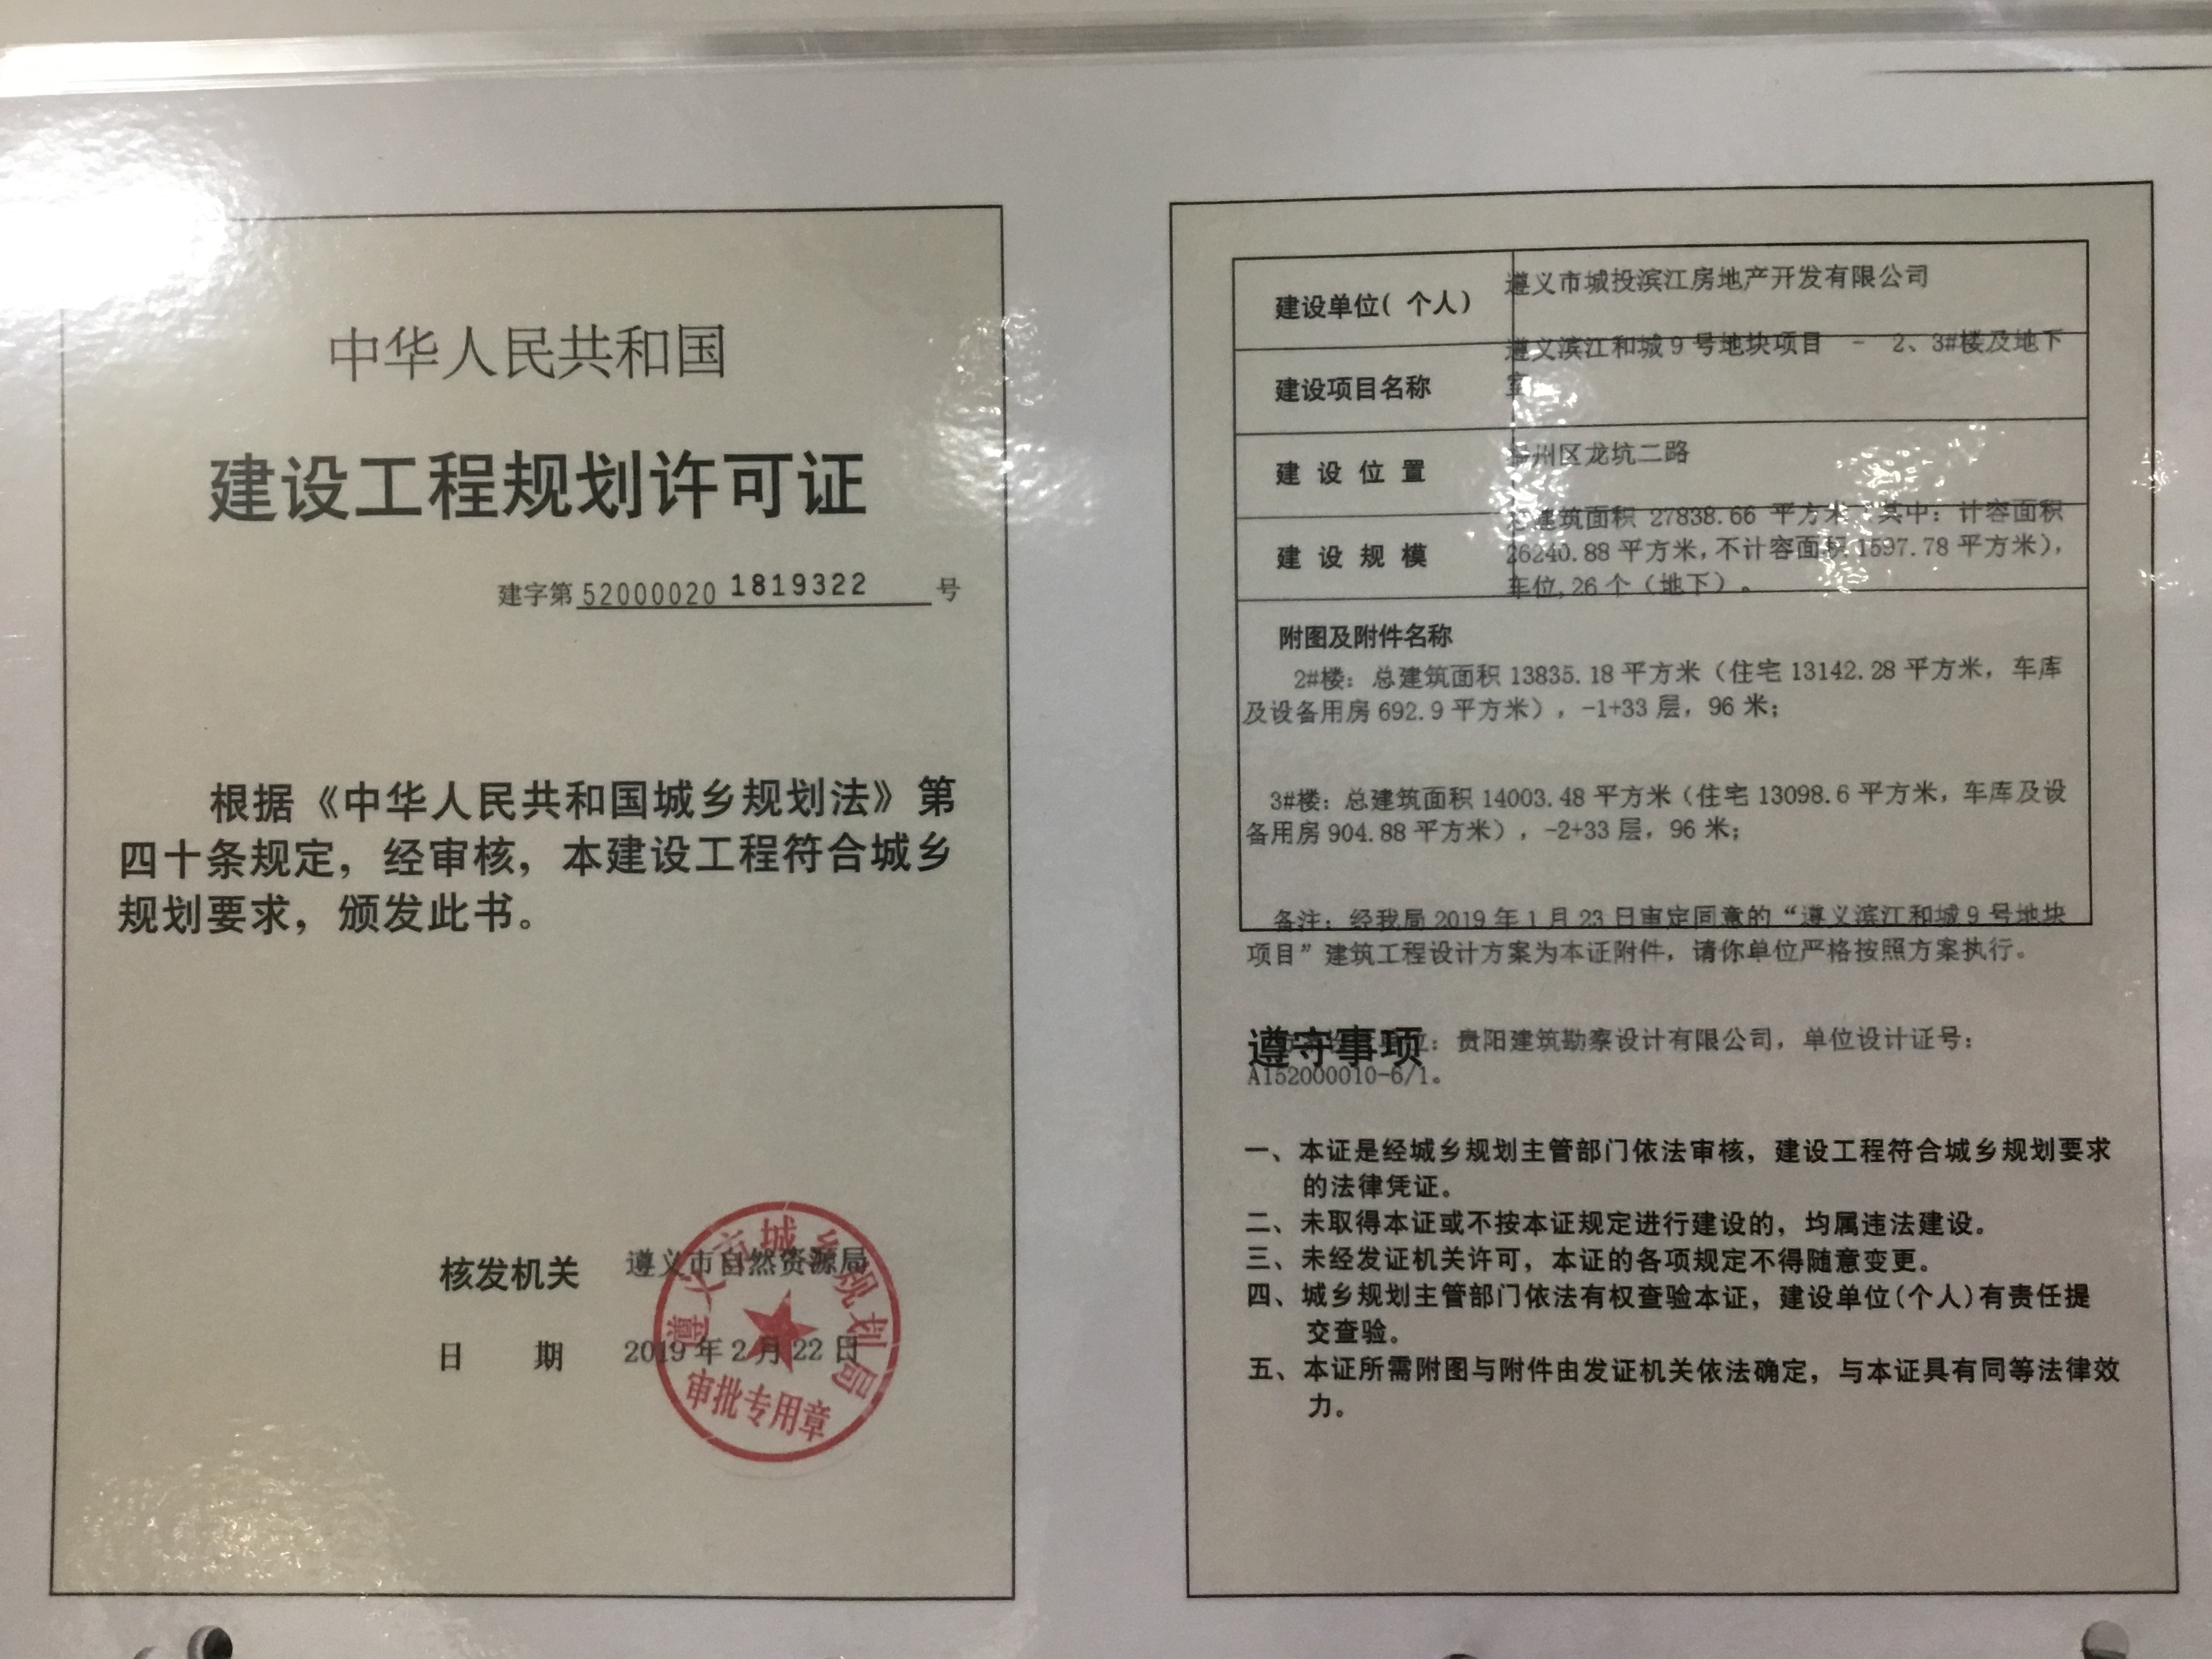 中华人民共和国
建设工程规划许可证
建字第 52000020 1819322 号
根据《中华人民共和国城乡规划法》第
四十条规定，经审核，本建设工程符合城乡
规划要求，颁发此书。
核发机关 遵义市自然资源局
日 期 2019 年 2 月 22 日
遵义市城乡规划局
审批专用章
建设单位(个人) 遵义市城投滨江房地产开发有限公司
建设项目名称 遵义滨江和城 9 号地块项目 - 2、3#楼及地下
室
建设位置 州区龙坑二路
建设规模 建筑面积 27838.66 平方米 其中：计容面积
26240.88 平方米，不计容面积 1597.78 平方米），
车位，26 个（地下）。
附图及附件名称
2#楼：总建筑面积 13835.18 平方米（住宅 13142.28 平方米，车库
及设备用房 692.9 平方米），-1+33 层，96 米；
3#楼：总建筑面积 14003.48 平方米（住宅 13098.6 平方米，车库及设
备用房 904.88 平方米），-2+33 层，96 米；
备注：经我局 2019 年 1 月 23 日审定同意的“遵义滨江和城 9 号地块
项目”建筑工程设计方案为本证附件，请你单位严格按照方案执行。
遵守事项
：贵阳建筑勘察设计有限公司，单位设计证号：
A152000010-6/1。
一、本证是经城乡规划主管部门依法审核，建设工程符合城乡规划要求
的法律凭证。
二、未取得本证或不按本证规定进行建设的，均属违法建设。
三、未经发证机关许可，本证的各项规定不得随意变更。
四、城乡规划主管部门依法有权查验本证，建设单位(个人)有责任提
交查验。
五、本证所需附图与附件由发证机关依法确定，与本证具有同等法律效
力。